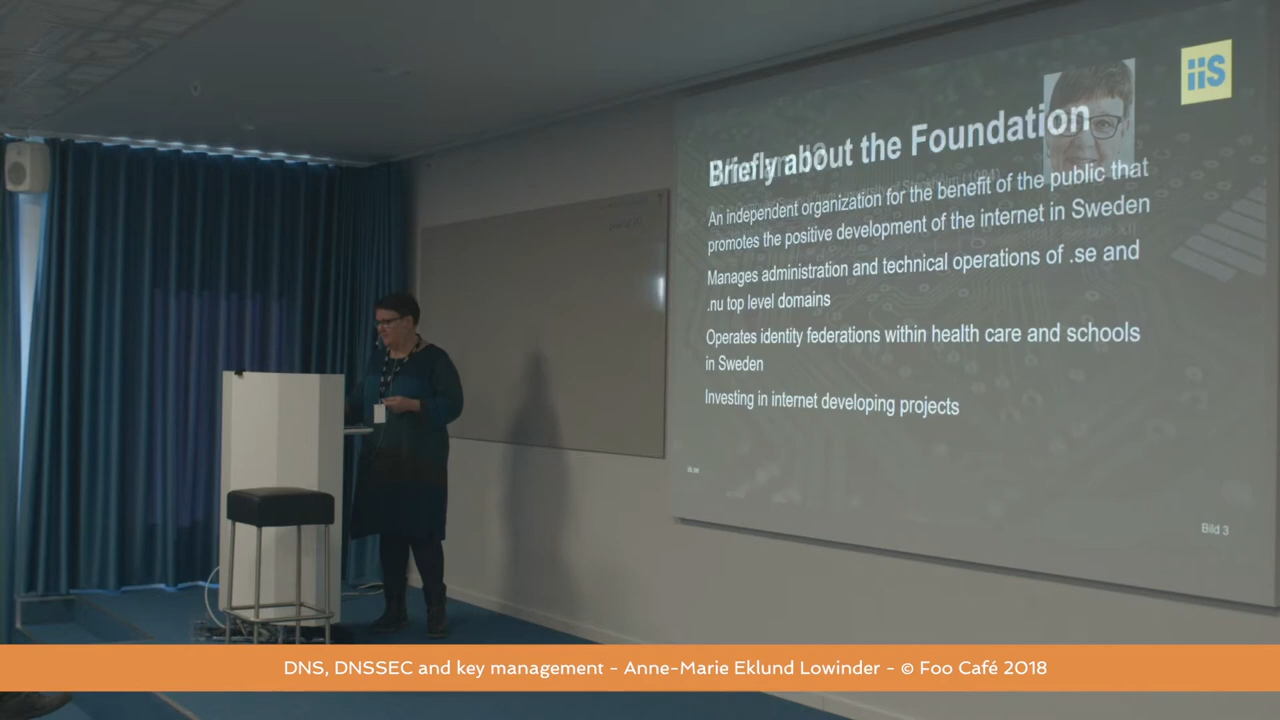 iis
Briefly about the Foundation
An independent organization for the benefit of the public that
promotes the positive development of the internet in Sweden
Manages administration and technical operations of .se and
.nu top level domains
Operates identity federations within health care and schools
in Sweden
Investing in internet developing projects
iis.se
Bild 3
DNS, DNSSEC and key management - Anne-Marie Eklund Lowinder - © Foo Café 2018